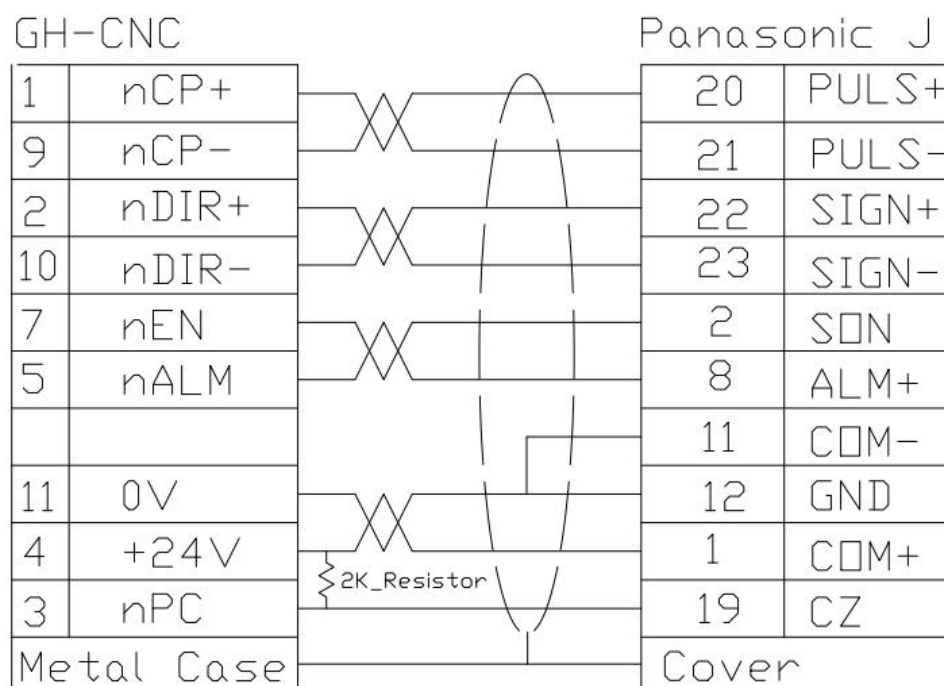 GH-CNC Panasonic J
1 nCP+ 20 PULS+
9 nCP- 21 PULS-
2 nDIR+ 22 SIGN+
10 nDIR- 23 SIGN-
7 nEN 2 SON
5 nALM 8 ALM+
11 COM-
11 0V 12 GND
4 +24V 1 COM+
2K_Resistor
3 nPC 19 CZ
Metal Case Cover